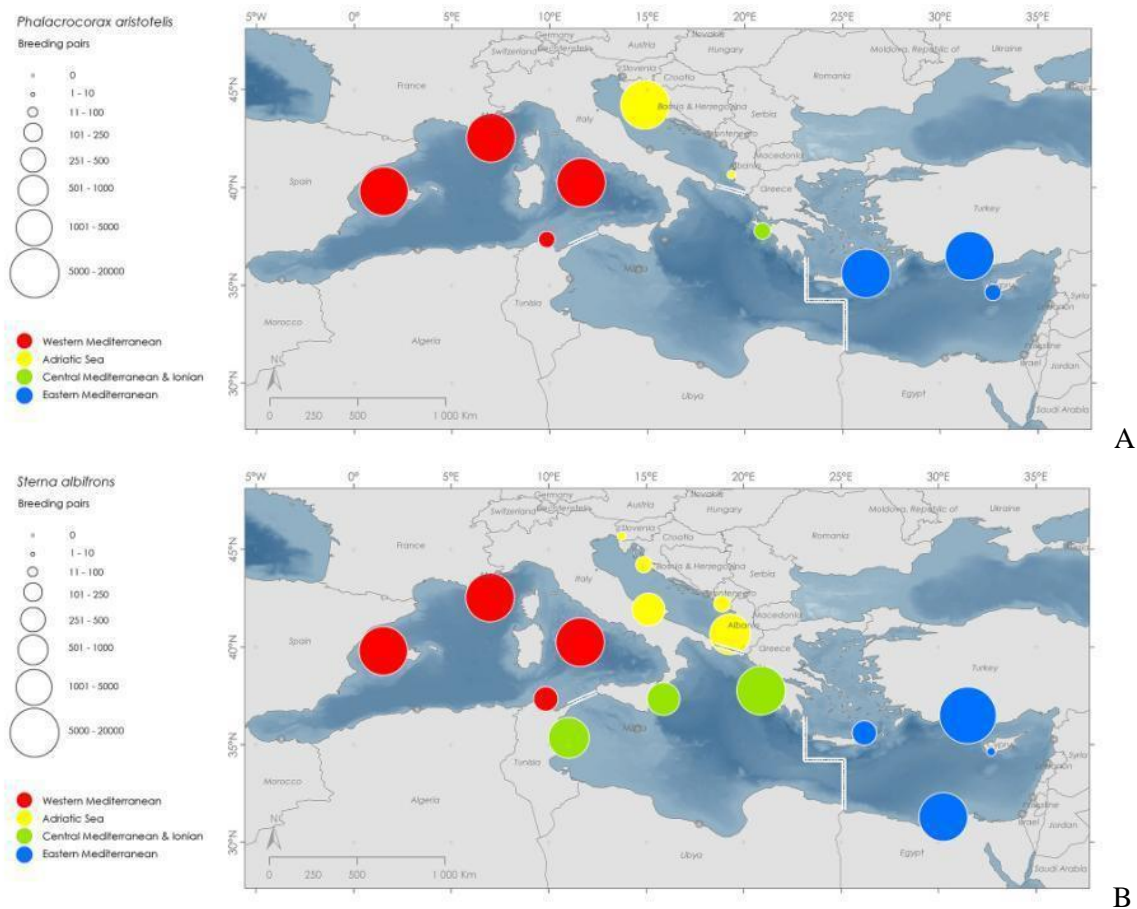 Phalacrocorax aristotelis
Breeding pairs
0
1 - 10
11 - 100
101 - 250
251 - 500
501 - 1000
1001 - 5000
5000 - 20000
Western Mediterranean
Adriatic Sea
Central Mediterranean & Ionian
Eastern Mediterranean
5°W 0° 5°E 10°E 15°E 20°E 25°E 30°E 35°E
45°N
40°N
35°N
30°N
Germany
Switzerland
Austria
Hungary
Moldova, Republic of
Ukraine
Slovenia
Croatia
Romania
France
Bosnia & Herzegovina
Serbia
Italy
Macedonia
Albania
Spain
Greece
Turkey
Malta
Syria
Tunisia
Lebanon
Morocco
Algeria
Palestine
Israel
Jordan
Libya
Egypt
Saudi Arabia
N
0 250 500 1 000 Km
A
Sterna albifrons
Breeding pairs
0
1 - 10
11 - 100
101 - 250
251 - 500
501 - 1000
1001 - 5000
5000 - 20000
Western Mediterranean
Adriatic Sea
Central Mediterranean & Ionian
Eastern Mediterranean
5°W 0° 5°E 10°E 15°E 20°E 25°E 30°E 35°E
45°N
40°N
35°N
30°N
Germany
Switzerland
Austria
Hungary
Moldova, Republic of
Ukraine
Slovenia
Croatia
Romania
France
Bosnia & Herzegovina
Serbia
Italy
Macedonia
Albania
Spain
Greece
Turkey
Malta
Syria
Tunisia
Lebanon
Morocco
Algeria
Palestine
Israel
Jordan
Libya
Egypt
Saudi Arabia
N
0 250 500 1 000 Km
B